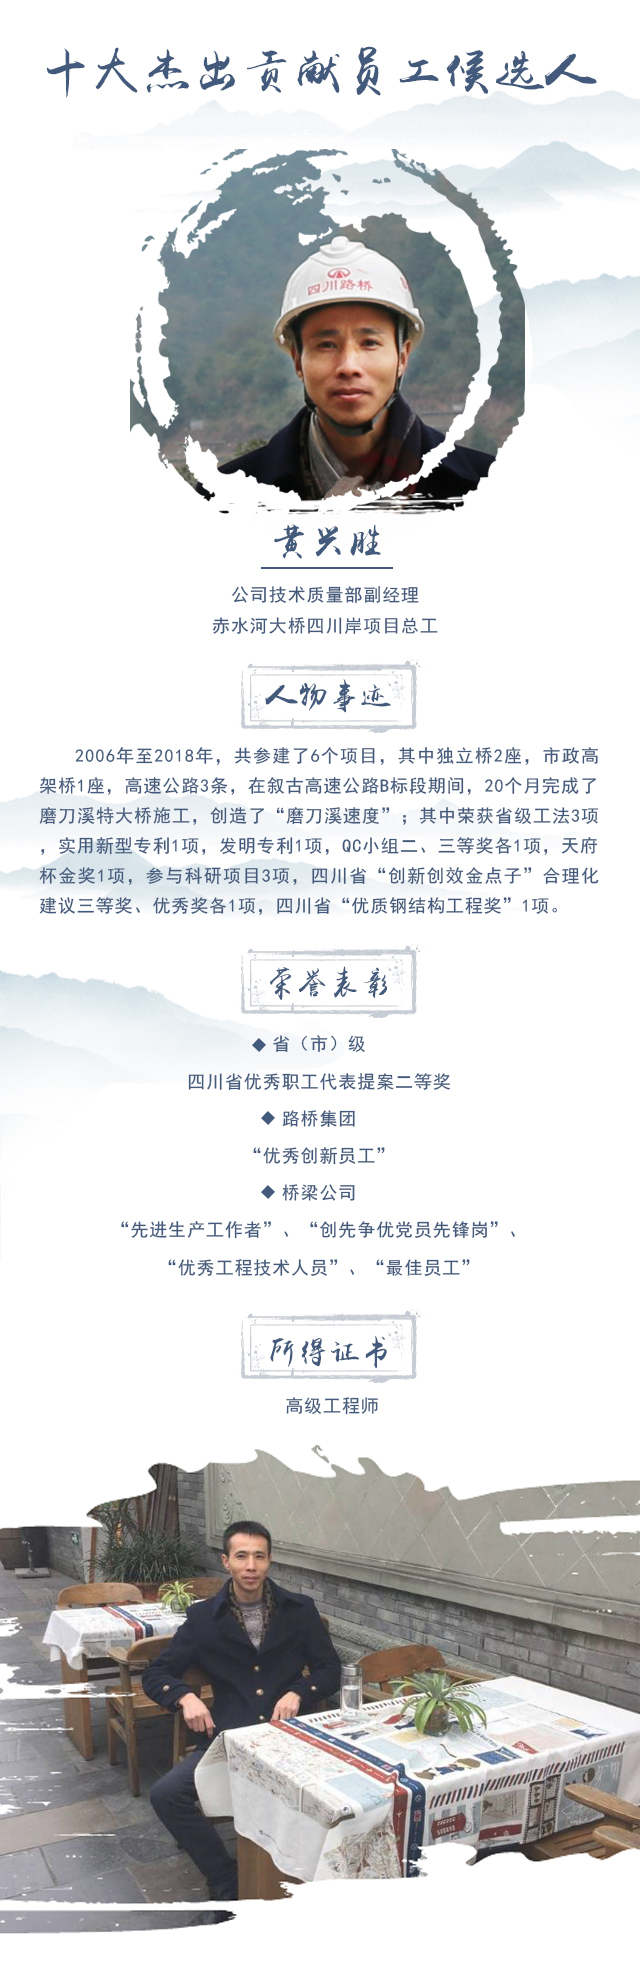 十大杰出贡献员工候选人
四川路桥
黄兴胜
公司技术质量部副经理
赤水河大桥四川岸项目总工
人物事迹
2006年至2018年，共参建了6个项目，其中独立桥2座，市政高
架桥1座，高速公路3条，在叙古高速公路B标段期间，20个月完成了
磨刀溪特大桥施工，创造了“磨刀溪速度”；其中荣获省级工法3项
，实用新型专利1项，发明专利1项，QC小组二、三等奖各1项，天府
杯金奖1项，参与科研项目3项，四川省“创新创效金点子”合理化
建议三等奖、优秀奖各1项，四川省“优质钢结构工程奖”1项。
荣誉表彰
◆ 省（市）级
四川省优秀职工代表提案二等奖
◆ 路桥集团
“优秀创新员工”
◆ 桥梁公司
“先进生产工作者”、“创先争优党员先锋岗”、
“优秀工程技术人员”、“最佳员工”
所得证书
高级工程师